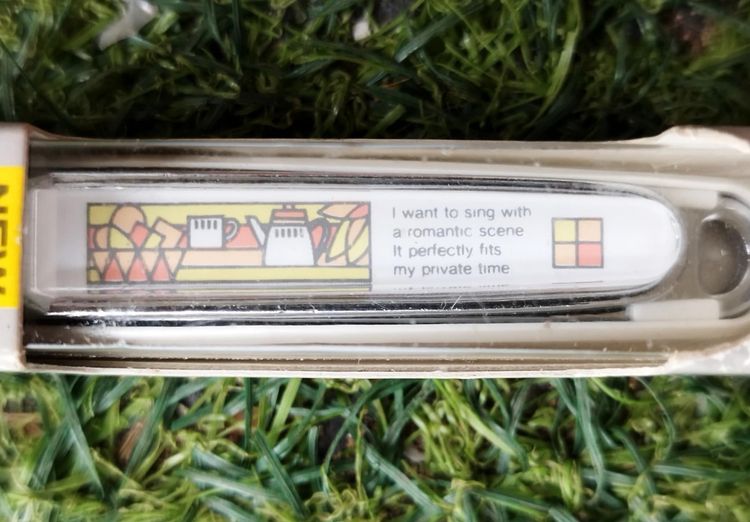 NEW
I want to sing with
a romantic scene
It perfectly fits
my private time